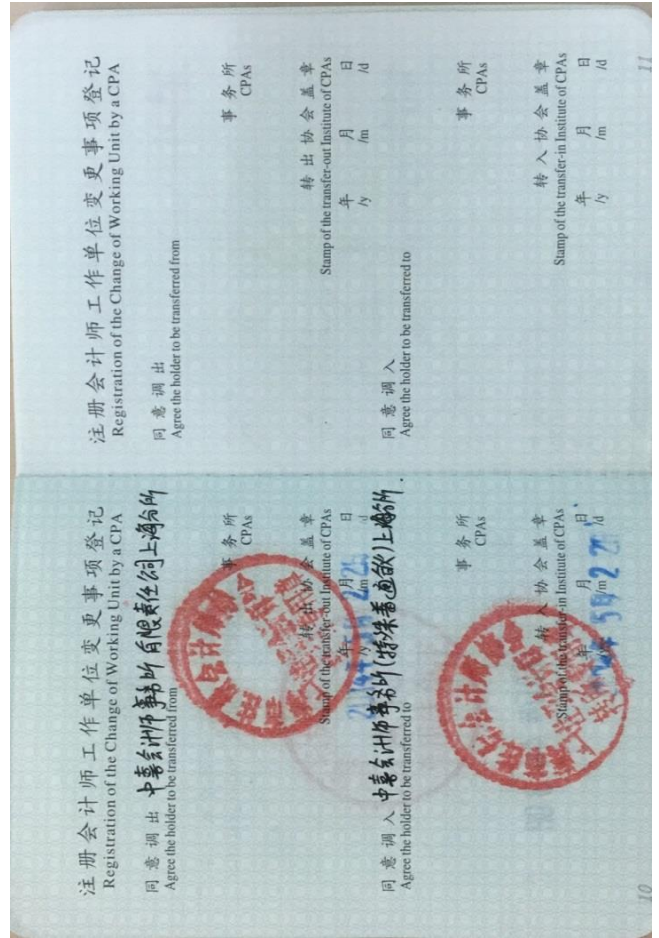 注册会计师工作单位变更事项登记
Registration of the Change of Working Unit by a CPA
同意调出 中喜会计师事务所有限责任公司上海分所
Agree the holder to be transferred from
事务所
CPAs
转出协会盖章
Stamp of the transfer-out Institute of CPAs
年 月 日
/y /m /d
同意调入 中喜会计师事务所(特殊普通合伙)上海分所
Agree the holder to be transferred to
事务所
CPAs
转入协会盖章
Stamp of the transfer-in Institute of CPAs
年 月 日
/y /m /d
10
注册会计师工作单位变更事项登记
Registration of the Change of Working Unit by a CPA
同意调出
Agree the holder to be transferred from
事务所
CPAs
转出协会盖章
Stamp of the transfer-out Institute of CPAs
年 月 日
/y /m /d
同意调入
Agree the holder to be transferred to
事务所
CPAs
转入协会盖章
Stamp of the transfer-in Institute of CPAs
年 月 日
/y /m /d
11